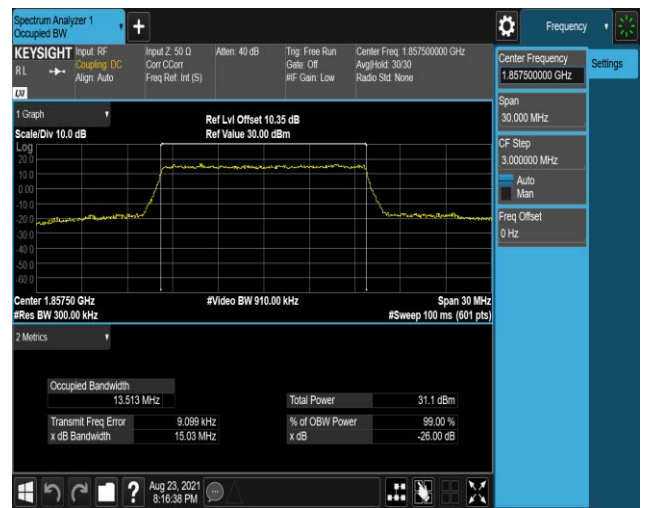 Spectrum Analyzer 1
Occupied BW
+
Frequency
KEYSIGHT
RL
LXI
Input: RF
Coupling: DC
Align: Auto
Input Z: 50 Ω
Corr CCorr
Freq Ref: Int (S)
Atten: 40 dB
Trig: Free Run
Gate: Off
#IF Gain: Low
Center Freq: 1.857500000 GHz
Avg|Hold: 30/30
Radio Std: None
Center Frequency
1.857500000 GHz
Settings
Span
30.000 MHz
CF Step
3.000000 MHz
Auto
Man
Freq Offset
0 Hz
1 Graph
Scale/Div 10.0 dB
Ref Lvl Offset 10.35 dB
Ref Value 30.00 dBm
Log
20.0
10.0
0.00
-10.0
-20.0
-30.0
-40.0
-50.0
-60.0
Center 1.85750 GHz
#Res BW 300.00 kHz
#Video BW 910.00 kHz
Span 30 MHz
#Sweep 100 ms (601 pts)
2 Metrics
Occupied Bandwidth
13.513 MHz
Total Power 31.1 dBm
Transmit Freq Error 9.099 kHz
% of OBW Power 99.00 %
x dB Bandwidth 15.03 MHz
x dB -26.00 dB
?
Aug 23, 2021
8:16:38 PM